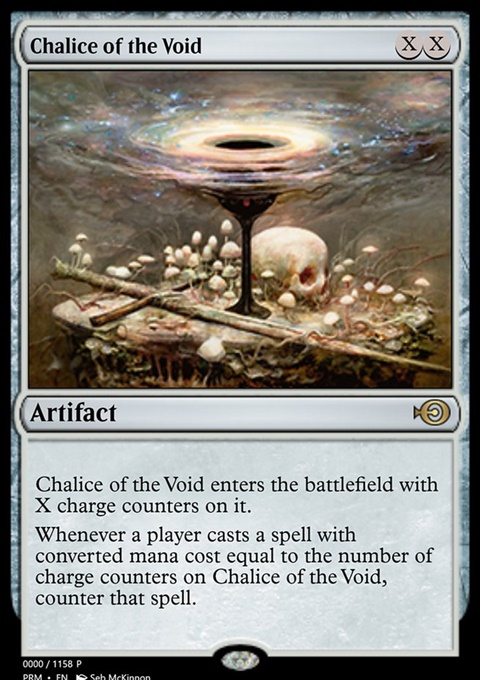 Chalice of the Void
X X
Artifact
Chalice of the Void enters the battlefield with
X charge counters on it.
Whenever a player casts a spell with
converted mana cost equal to the number of
charge counters on Chalice of the Void,
counter that spell.
0000 / 1158 P
PRM • EN Seb McKinnon